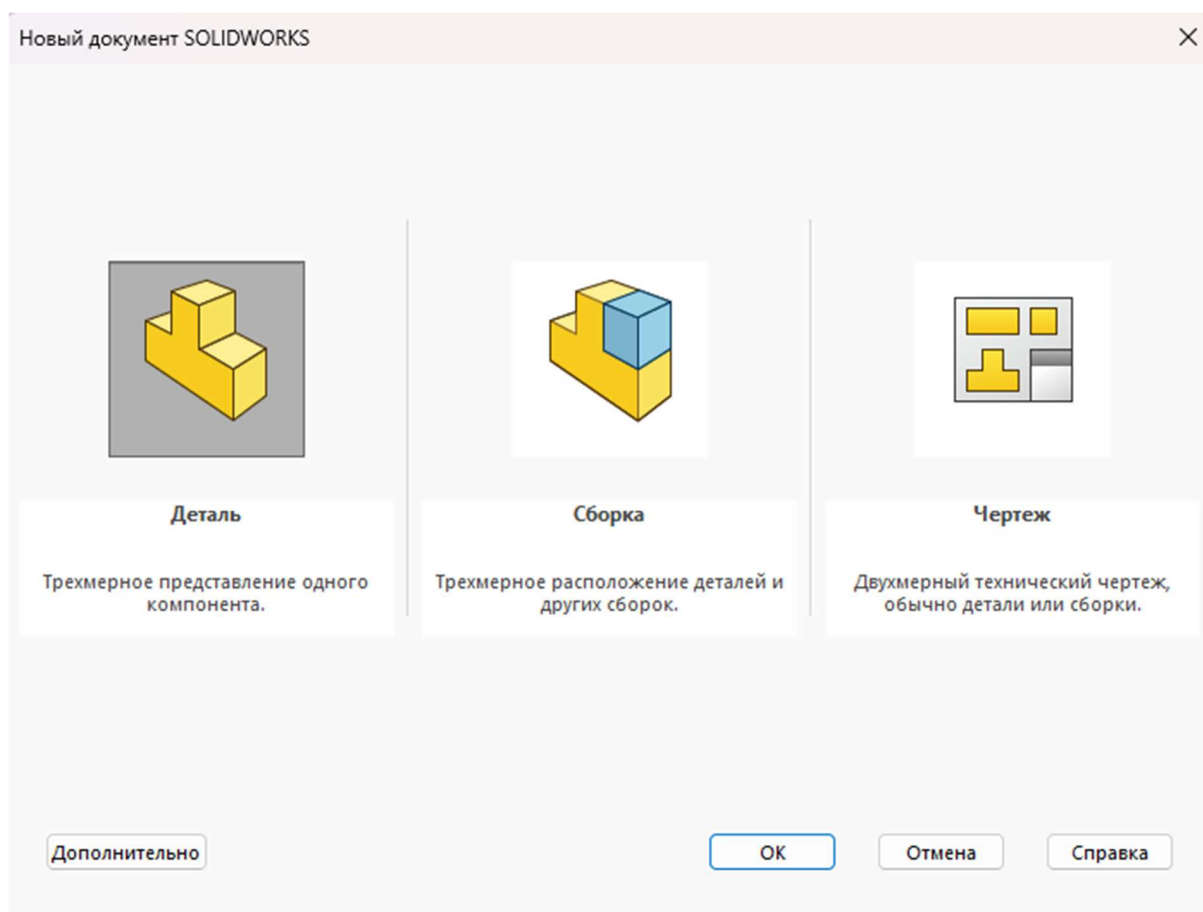 Новый документ SOLIDWORKS
Деталь
Трехмерное представление одного
компонента.
Сборка
Трехмерное расположение деталей и
других сборок.
Чертеж
Двухмерный технический чертеж,
обычно детали или сборки.
Дополнительно
ОК
Отмена
Справка